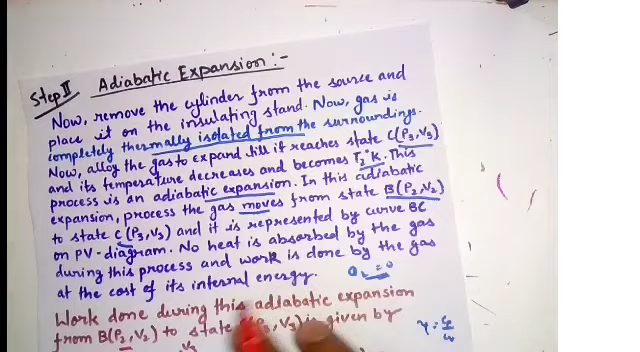 Step II Adiabatic Expansion :-
Now, remove the cylinder from the source and
place it on the insulating stand. Now, gas is
completely thermally isolated from the surroundings.
Now, alloy the gas to expand till it reaches state C(P₃,V₃)
and its temperature decreases and becomes T₂°K. This
process is an adiabatic expansion. In this adiabatic
expansion, process the gas moves from state B(P₂,V₂)
to state C(P₃,V₃) and it is represented by curve BC
on PV-diagram. No heat is absorbed by the gas
during this process and work is done by the gas
at the cost of its internal energy.
Work done during this adiabatic expansion
from B(P₂,V₂) to state V₃) is given by
V₃